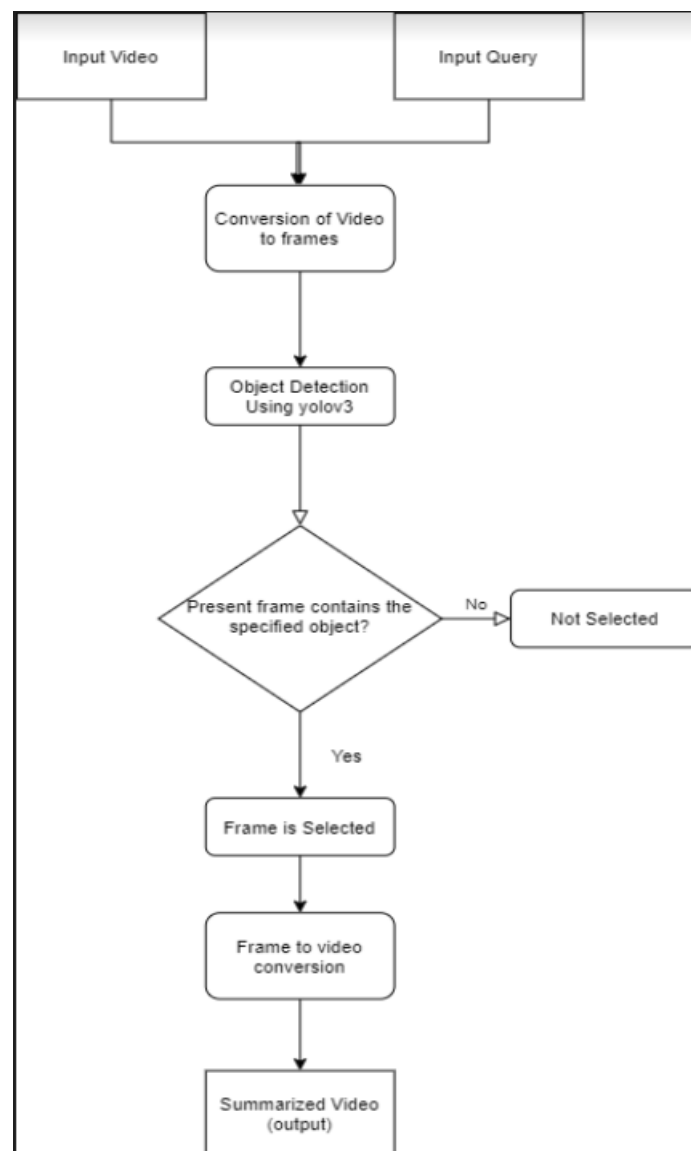 Input Video
Input Query
Conversion of Video
to frames
Object Detection
Using yolov3
Present frame contains the
specified object?
No
Not Selected
Yes
Frame is Selected
Frame to video
conversion
Summarized Video
(output)